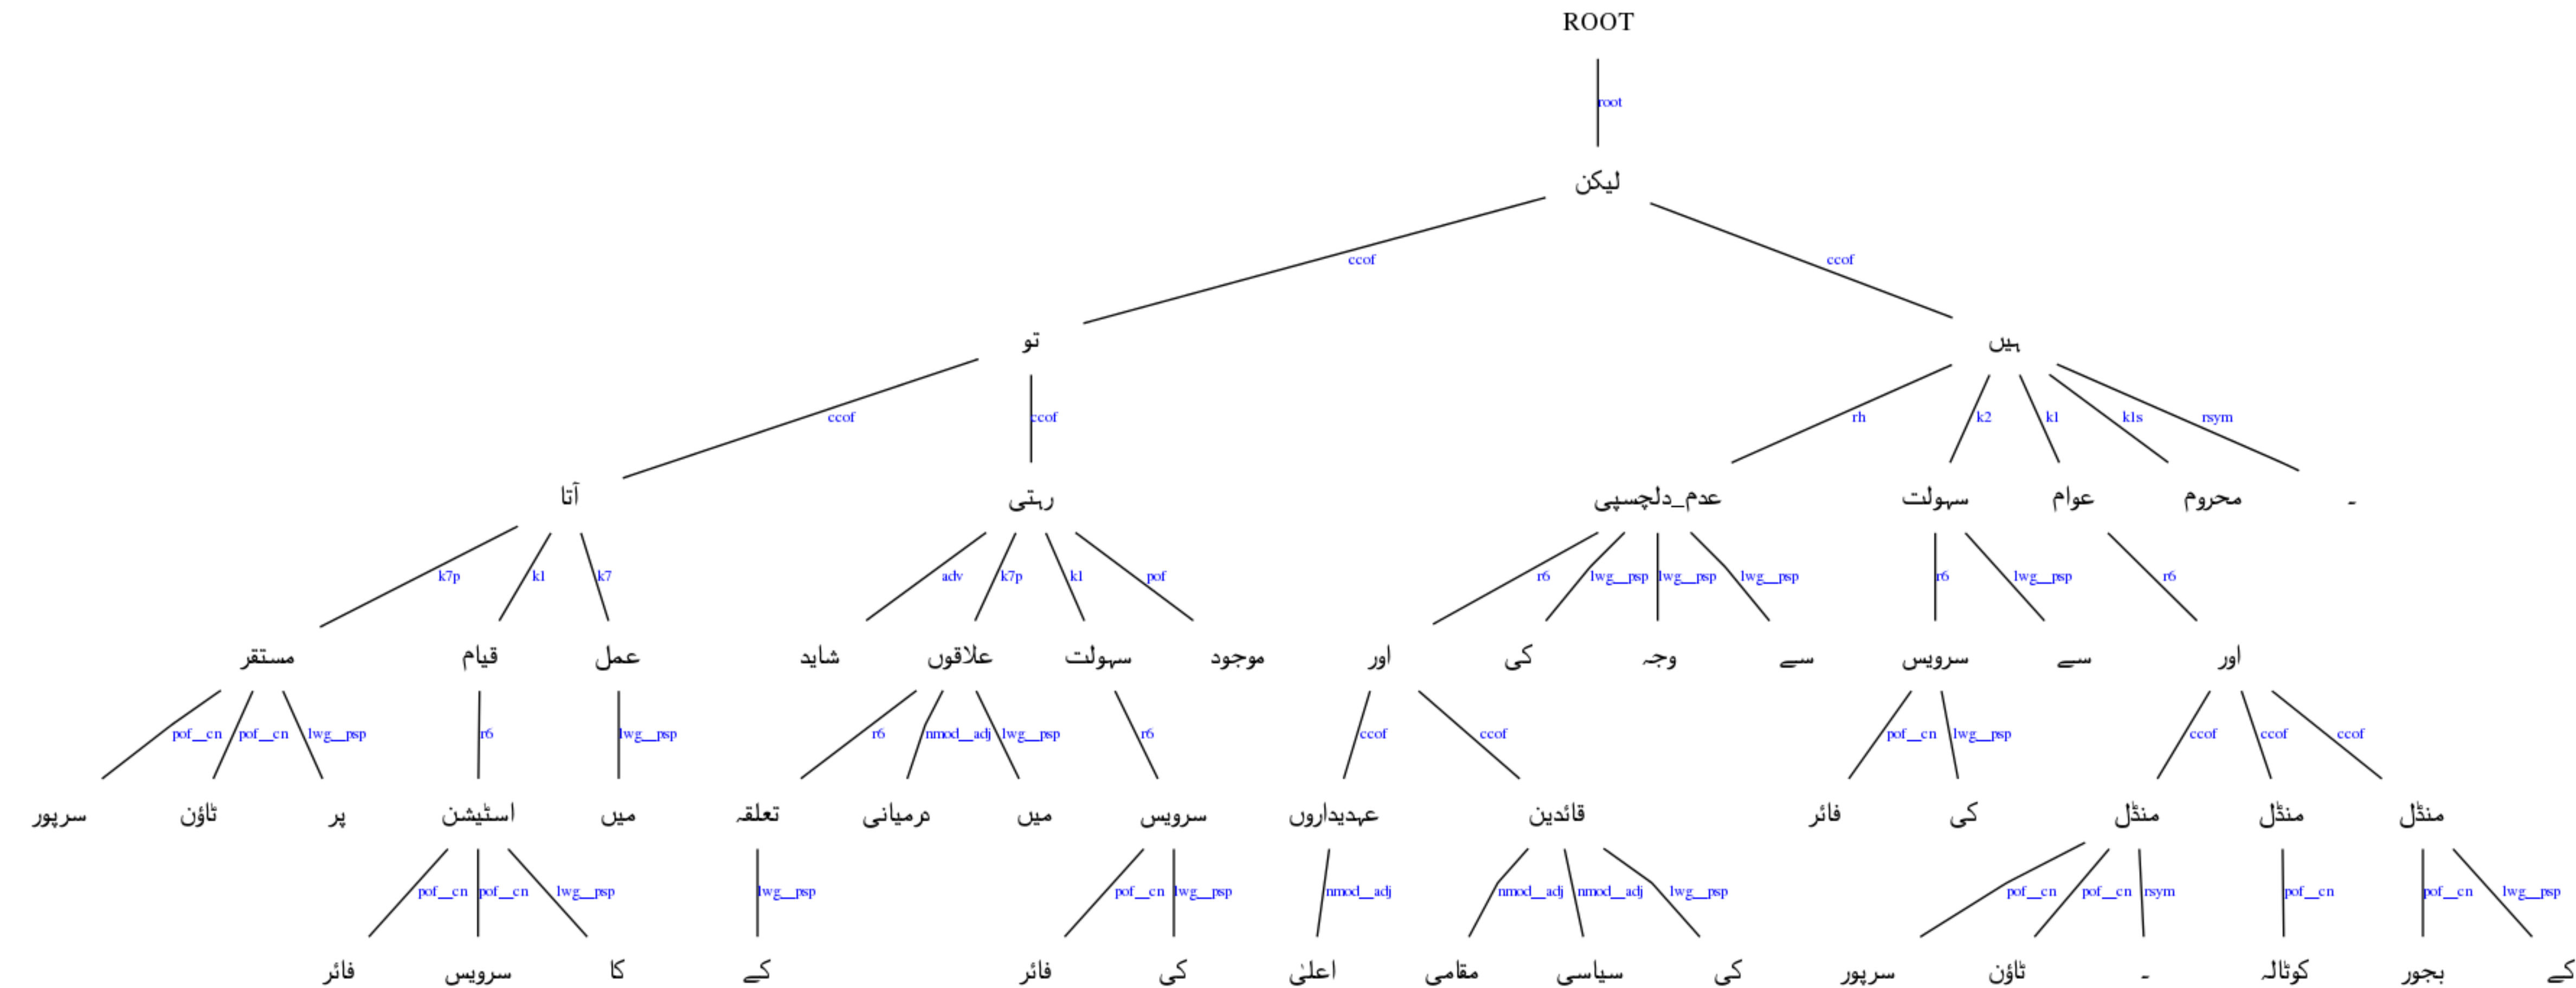 ROOT
root
لیکن
ccof ccof
تو ہیں
ccof ccof rh k2 k1 k1s rsym
آتا رہتی عدم_دلچسپی سہولت عوام محروم ۔
k7p k1 k7 adv k7p k1 pof r6 lwg__psp lwg__psp lwg__psp r6 lwg__psp r6
مستقر قیام عمل شاید علاقوں سہولت موجود اور کی وجہ سے سرویس سے اور
pof__cn pof__cn lwg__psp r6 lwg__psp r6 nmod__adj lwg__psp r6 ccof ccof pof__cn lwg__psp ccof ccof ccof
سرپور ٹاؤن پر اسٹیشن میں تعلقہ درمیانی میں سرویس عہدیداروں قائدین فائر کی منڈل منڈل منڈل
pof__cn pof__cn lwg__psp lwg__psp pof__cn lwg__psp nmod__adj nmod__adj nmod__adj lwg__psp pof__cn pof__cn rsym pof__cn pof__cn lwg__psp
فائر سرویس کا کے فائر کی اعلیٰ مقامی سیاسی کی سرپور ٹاؤن ۔ کوٹالہ بجور کے